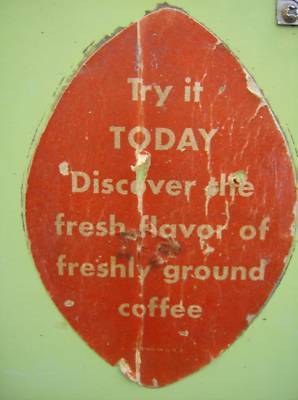 Try it
TODAY
Discover the
fresh flavor of
freshly ground
coffee